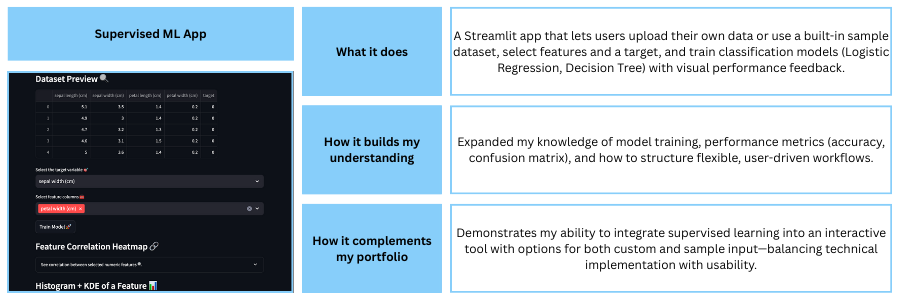 Supervised ML App
Dataset Preview 🔍
sepal length (cm) sepal width (cm) petal length (cm) petal width (cm) target
0 5.1 3.5 1.4 0.2 0
1 4.9 3 1.4 0.2 0
2 4.7 3.2 1.3 0.2 0
3 4.6 3.1 1.5 0.2 0
4 5 3.6 1.4 0.2 0
Select the target variable 🎯
sepal width (cm)
Select feature columns 🧰
petal width (cm) ×
Train Model 🚀
Feature Correlation Heatmap 🔗
See correlation between selected numeric features 🔍
Histogram + KDE of a Feature 📊
What it does
A Streamlit app that lets users upload their own data or use a built-in sample
dataset, select features and a target, and train classification models (Logistic
Regression, Decision Tree) with visual performance feedback.
How it builds my
understanding
Expanded my knowledge of model training, performance metrics (accuracy,
confusion matrix), and how to structure flexible, user-driven workflows.
How it complements
my portfolio
Demonstrates my ability to integrate supervised learning into an interactive
tool with options for both custom and sample input—balancing technical
implementation with usability.